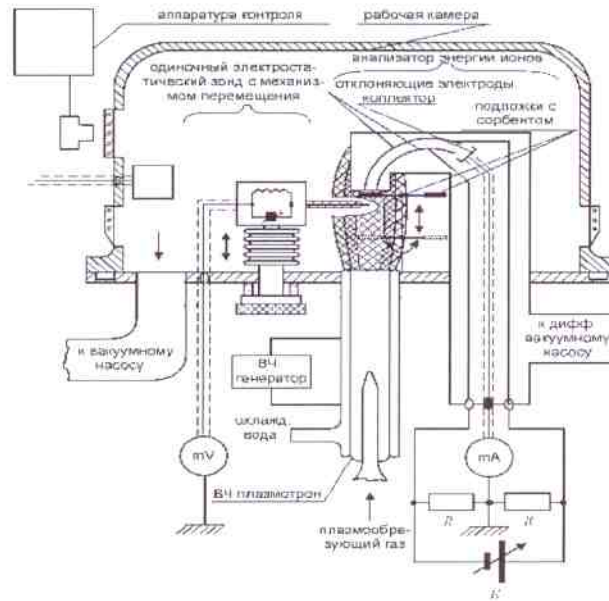 аппаратура контроля
рабочая камера
анализатор энергии ионов
одиночный электроста-
тический зонд с механиз-
мом перемещения
отклоняющие электроды
коллектор
подложки с
сорбентом
к вакуумному
насосу
ВЧ
генератор
охлажд.
вода
к дифф
вакуумному
насосу
mV
mA
ВЧ плазмотрон
плазмообре-
зующий газ
R
R
E